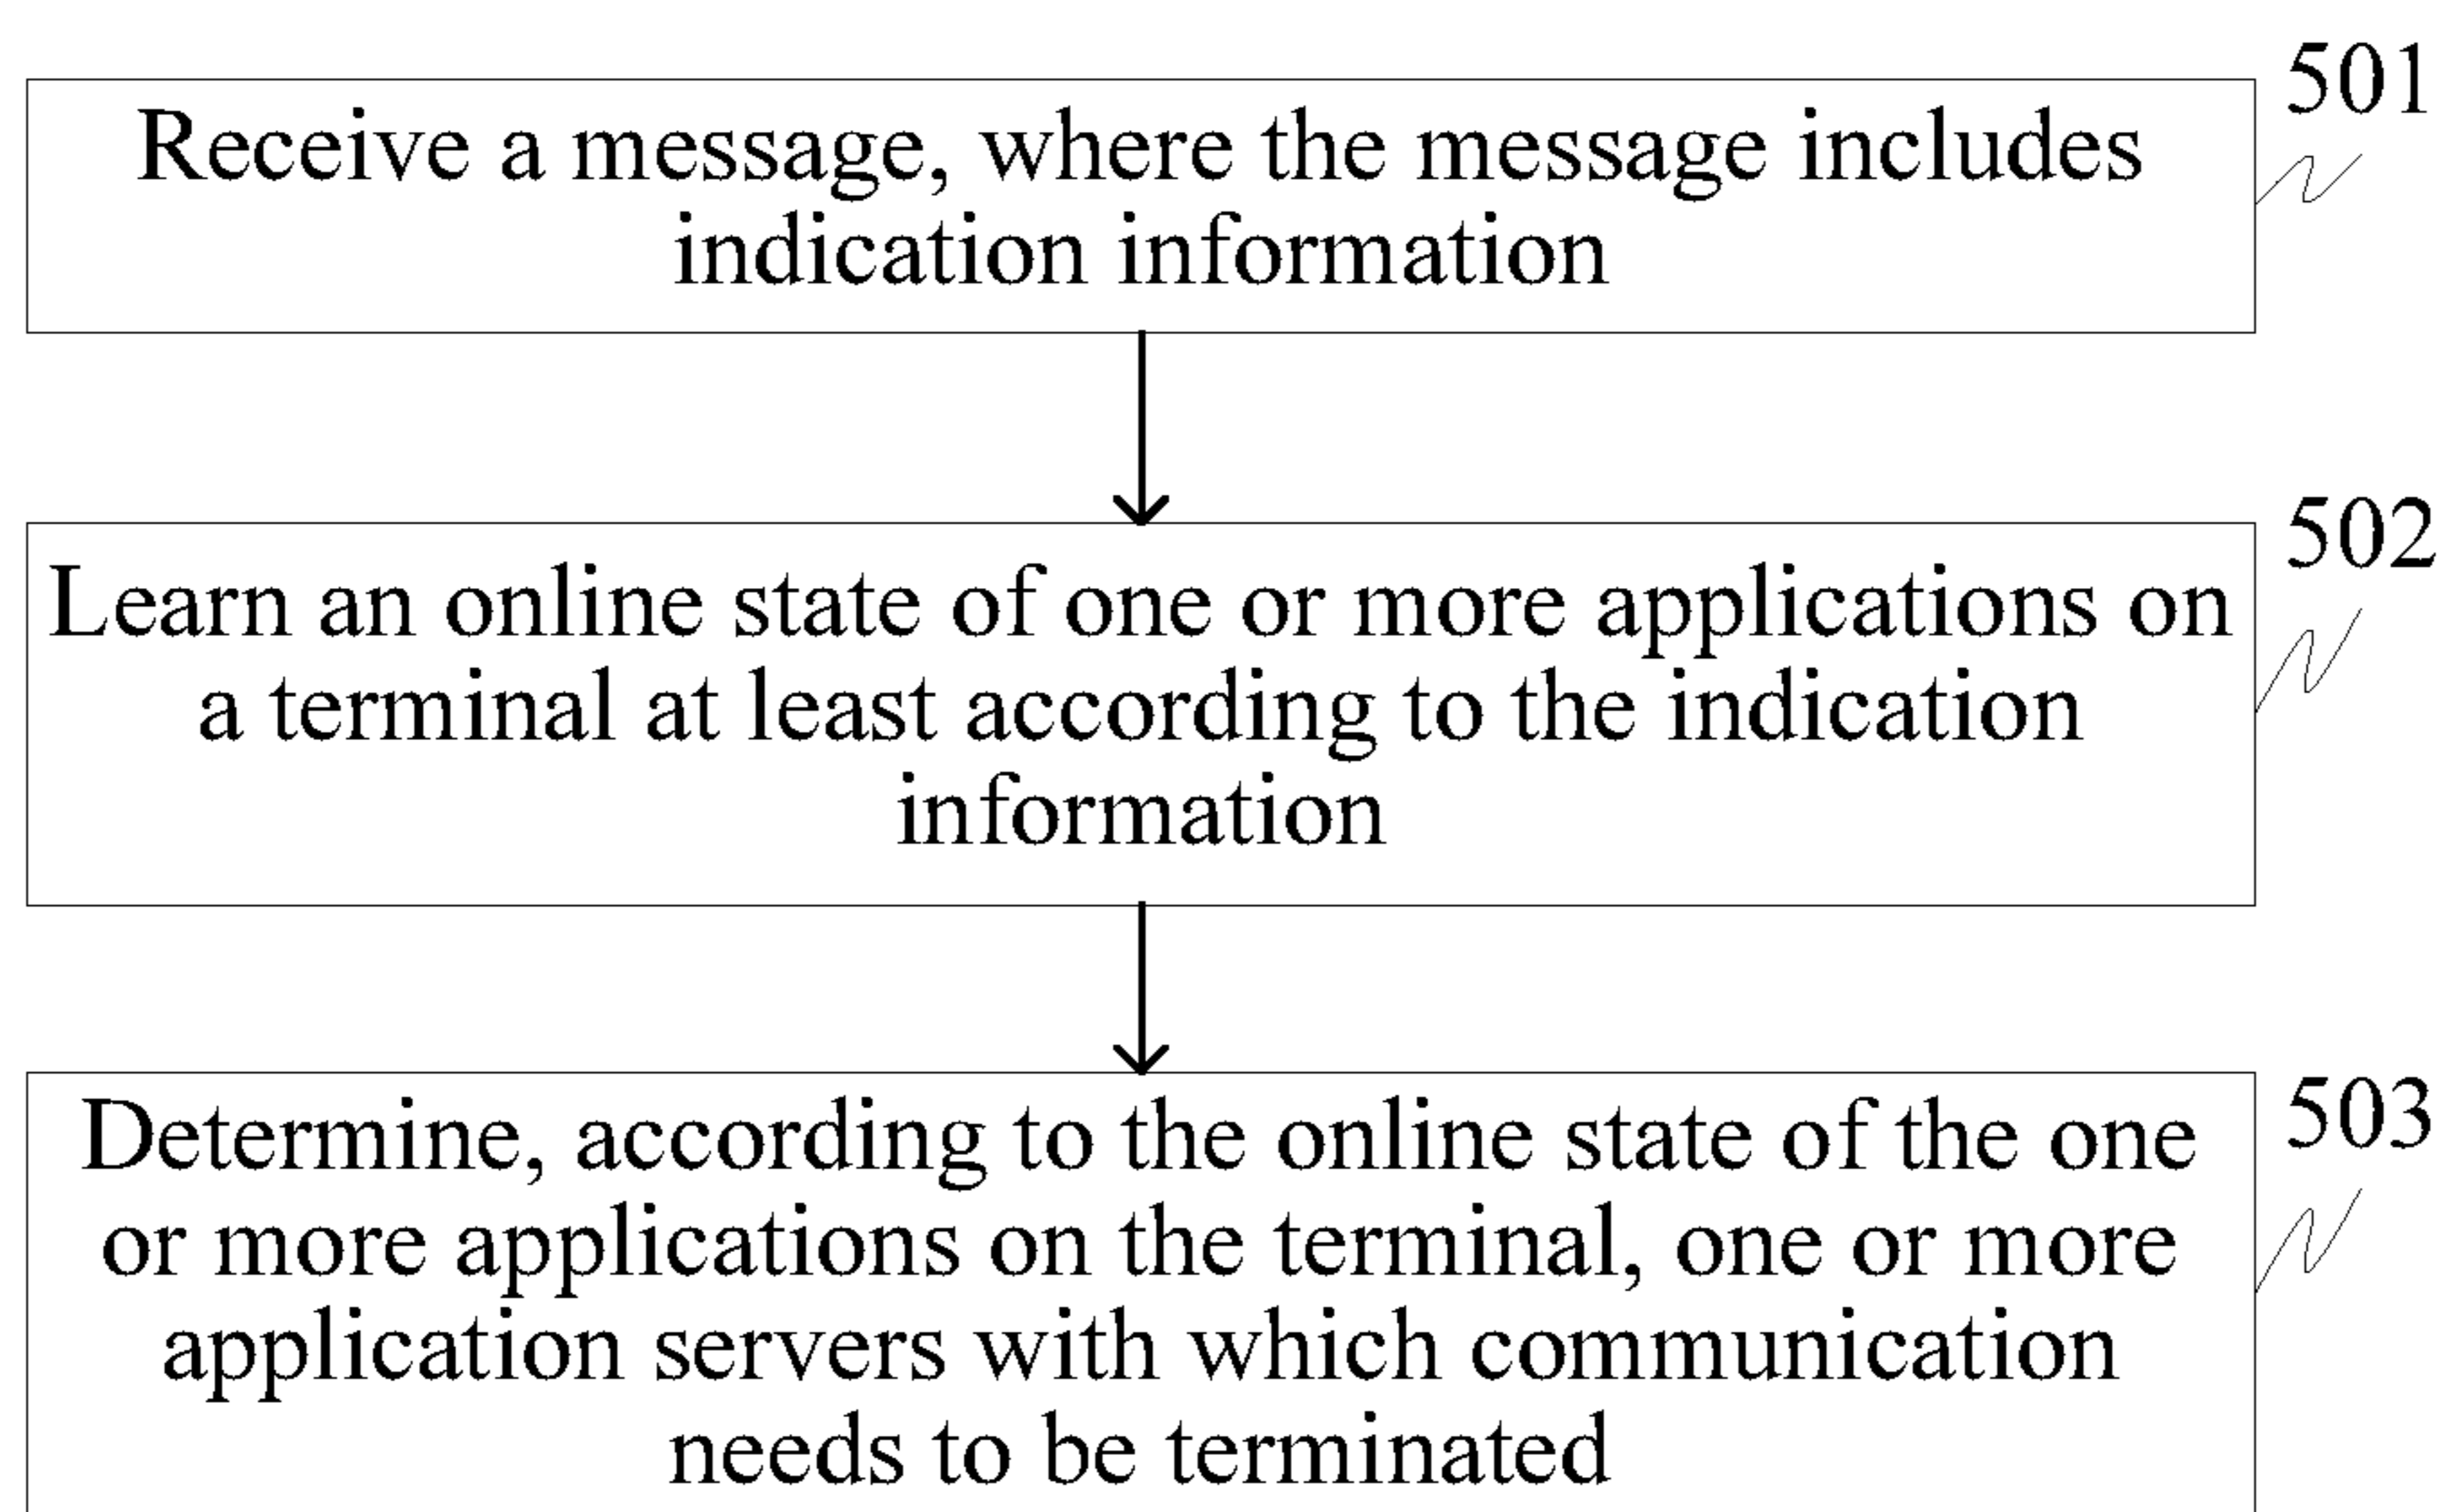 501
Receive a message, where the message includes
indication information
502
Learn an online state of one or more applications on
a terminal at least according to the indication
information
503
Determine, according to the online state of the one
or more applications on the terminal, one or more
application servers with which communication
needs to be terminated